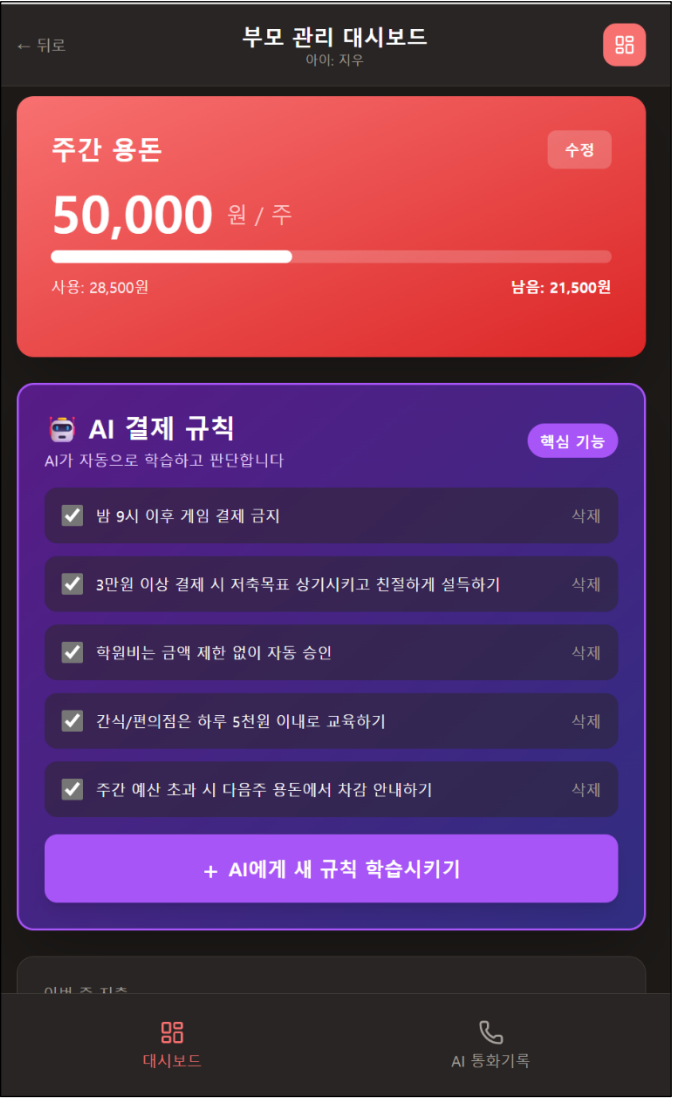 ← 뒤로
부모 관리 대시보드
아이: 지우
주간 용돈
수정
50,000 원 / 주
사용: 28,500원
남음: 21,500원
AI 결제 규칙
핵심 기능
AI가 자동으로 학습하고 판단합니다
밤 9시 이후 게임 결제 금지
삭제
3만원 이상 결제 시 저축목표 상기시키고 친절하게 설득하기
삭제
학원비는 금액 제한 없이 자동 승인
삭제
간식/편의점은 하루 5천원 이내로 교육하기
삭제
주간 예산 초과 시 다음주 용돈에서 차감 안내하기
삭제
+ AI에게 새 규칙 학습시키기
이번 주 지출
대시보드
AI 통화기록